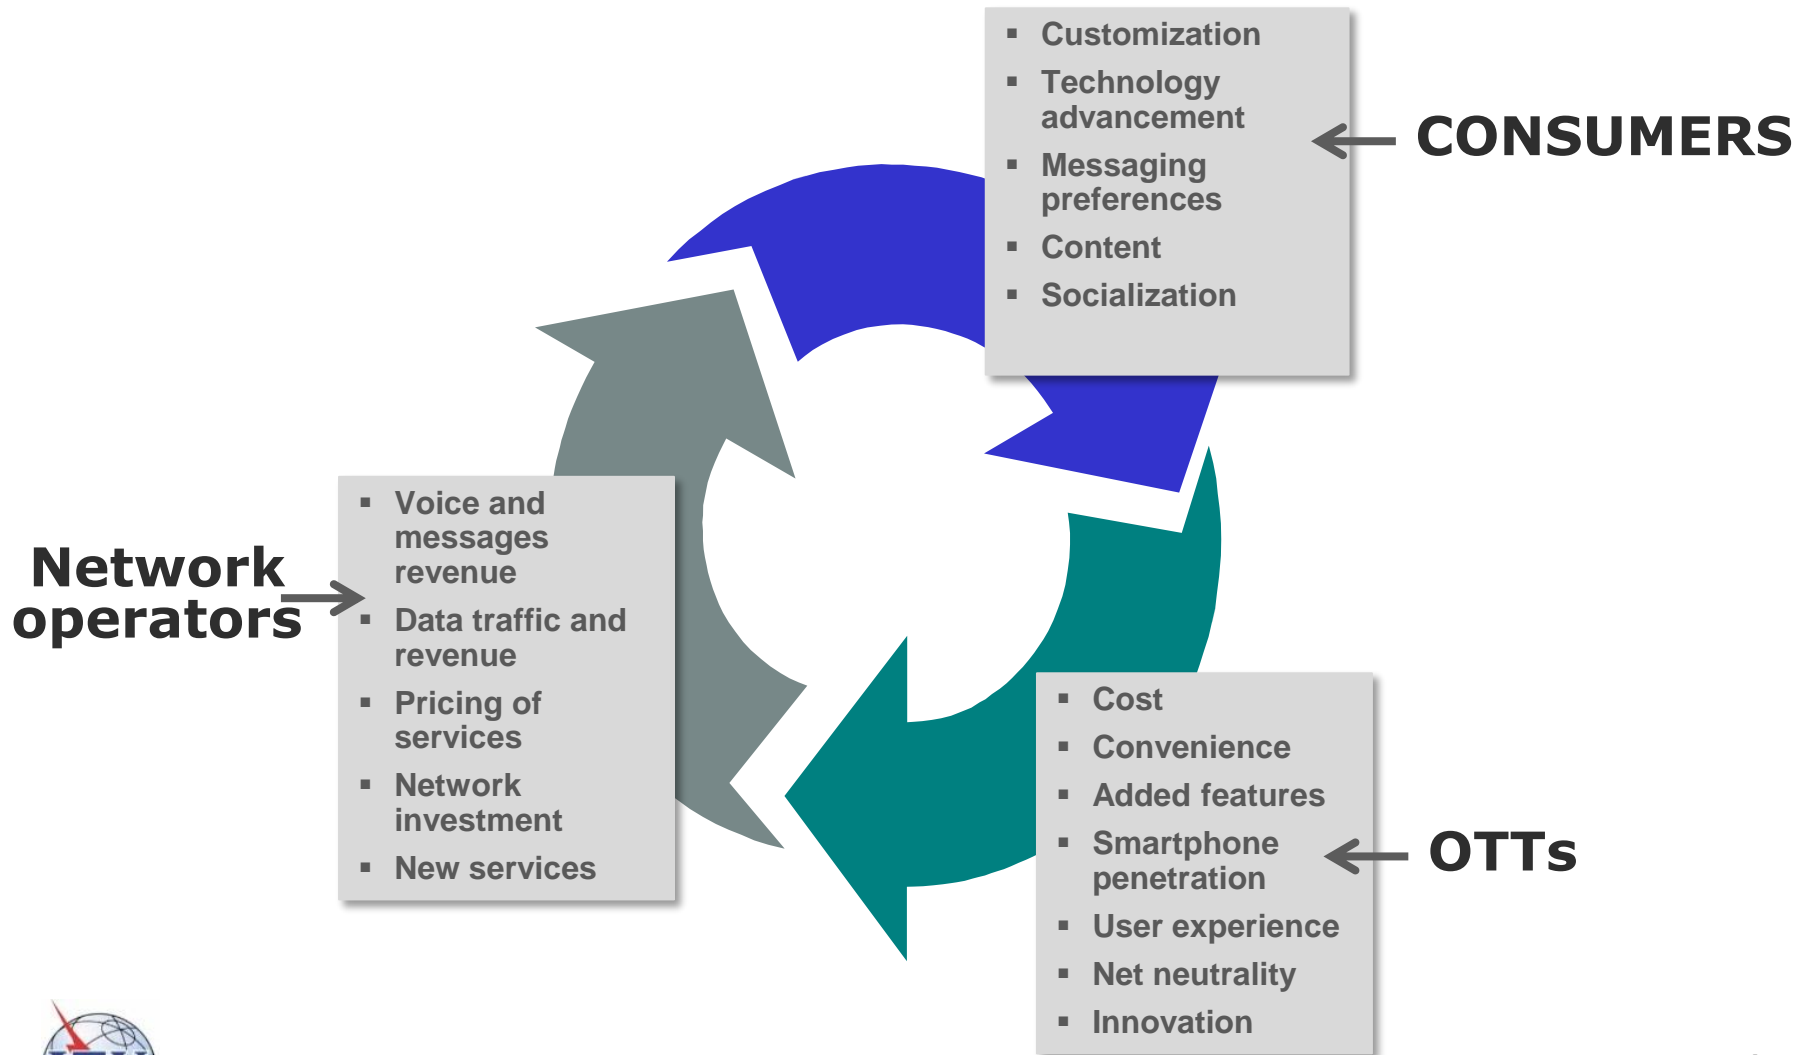 ▪ Customization
▪ Technology
advancement
▪ Messaging
preferences
▪ Content
▪ Socialization
CONSUMERS
Network
operators
▪ Voice and
messages
revenue
▪ Data traffic and
revenue
▪ Pricing of
services
▪ Network
investment
▪ New services
▪ Cost
▪ Convenience
▪ Added features
▪ Smartphone
penetration
▪ User experience
▪ Net neutrality
▪ Innovation
OTTs